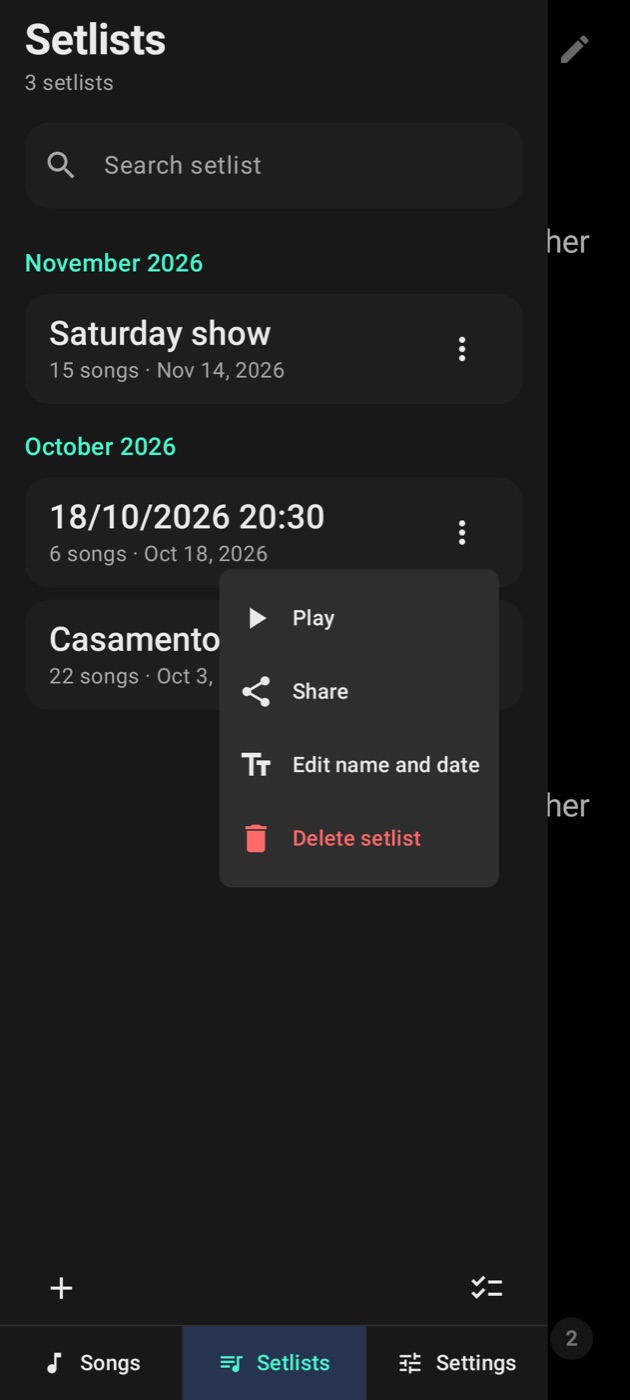 Setlists
3 setlists
Search setlist
November 2026
Saturday show
15 songs · Nov 14, 2026
October 2026
18/10/2026 20:30
6 songs · Oct 18, 2026
Casamento
22 songs · Oct 3,
Play
Share
Edit name and date
Delete setlist
her
her
2
Songs
Setlists
Settings